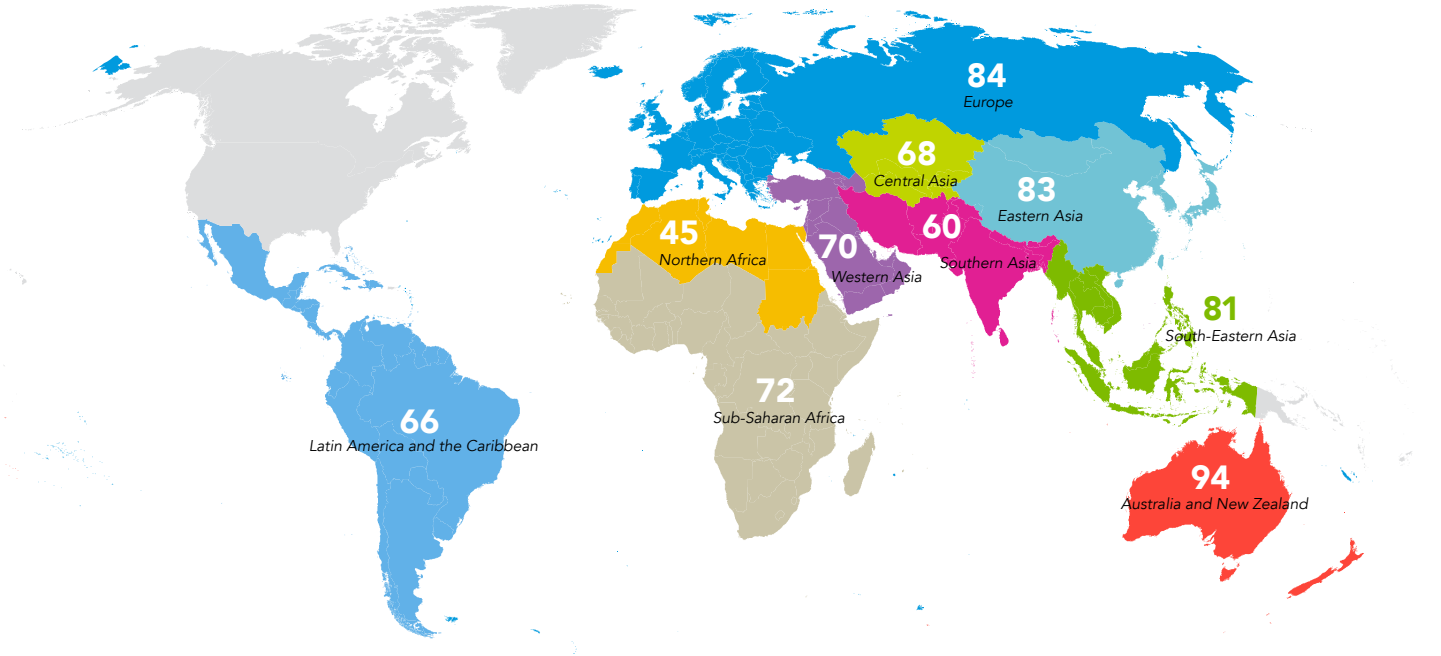 84
Europe
68
Central Asia
83
Eastern Asia
45
Northern Africa
70
Western Asia
60
Southern Asia
81
South-Eastern Asia
72
Sub-Saharan Africa
66
Latin America and the Caribbean
94
Australia and New Zealand